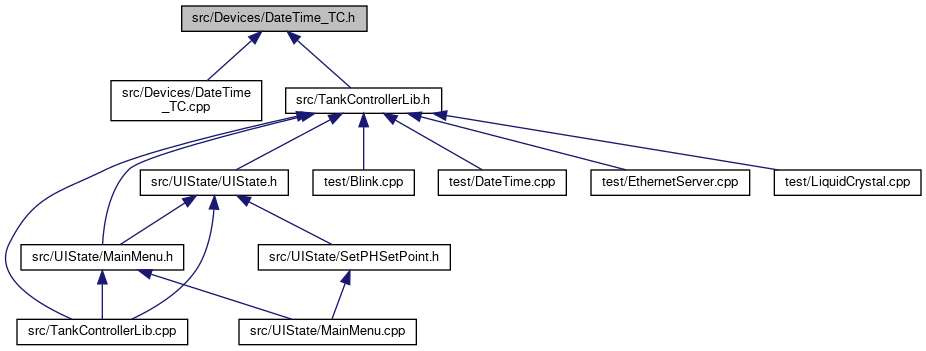 src/Devices/DateTime_TC.h
src/Devices/DateTime
_TC.cpp
src/TankControllerLib.h
src/UIState/UIState.h
test/Blink.cpp
test/DateTime.cpp
test/EthernetServer.cpp
test/LiquidCrystal.cpp
src/UIState/MainMenu.h
src/UIState/SetPHSetPoint.h
src/TankControllerLib.cpp
src/UIState/MainMenu.cpp